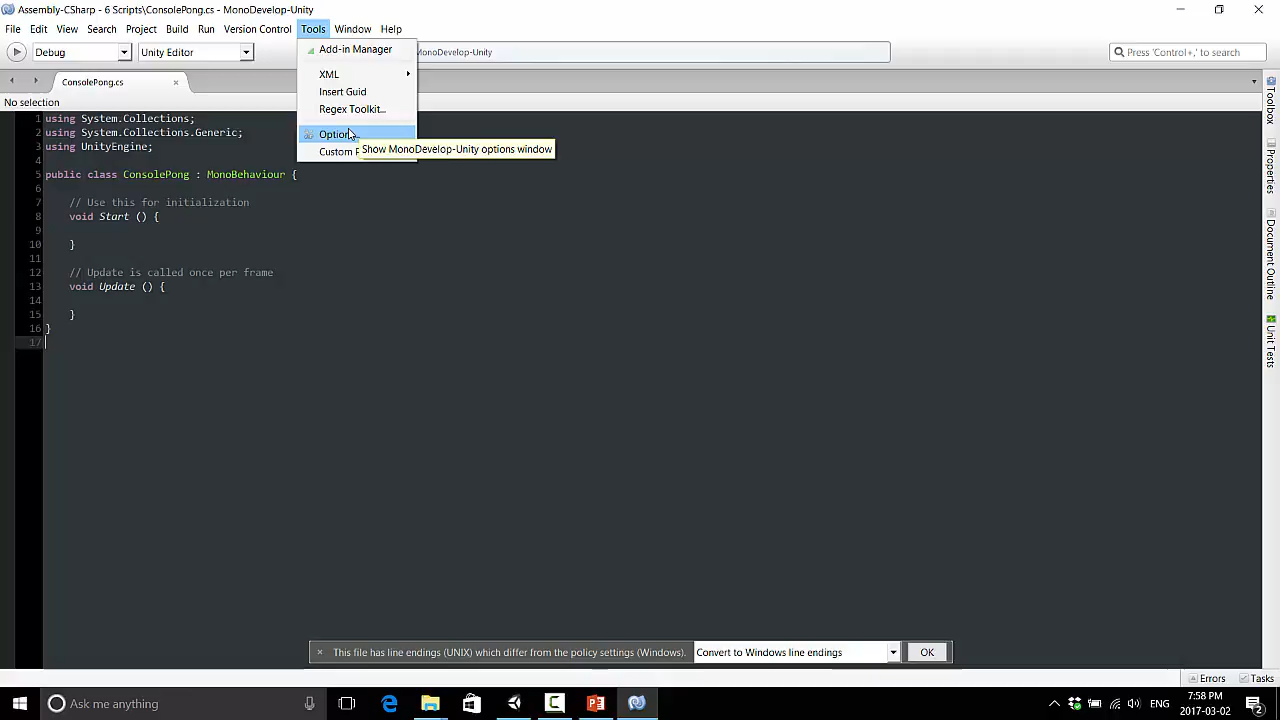 Assembly-CSharp - 6 Scripts\ConsolePong.cs - MonoDevelop-Unity
File Edit View Search Project Build Run Version Control Tools Window Help
Debug Unity Editor MonoDevelop-Unity Press 'Control+,' to search
Add-in Manager
XML
Insert Guid
Regex Toolkit...
Option
Custom
Show MonoDevelop-Unity options window
ConsolePong.cs
No selection
1 using System.Collections;
2 using System.Collections.Generic;
3 using UnityEngine;
4
5 public class ConsolePong : MonoBehaviour {
6
7 // Use this for initialization
8 void Start () {
9
10 }
11
12 // Update is called once per frame
13 void Update () {
14
15 }
16 }
17
Toolbox
Properties
Document Outline
Unit Tests
This file has line endings (UNIX) which differ from the policy settings (Windows). Convert to Windows line endings OK
Errors Tasks
Ask me anything
ENG
7:58 PM
2017-03-02
2